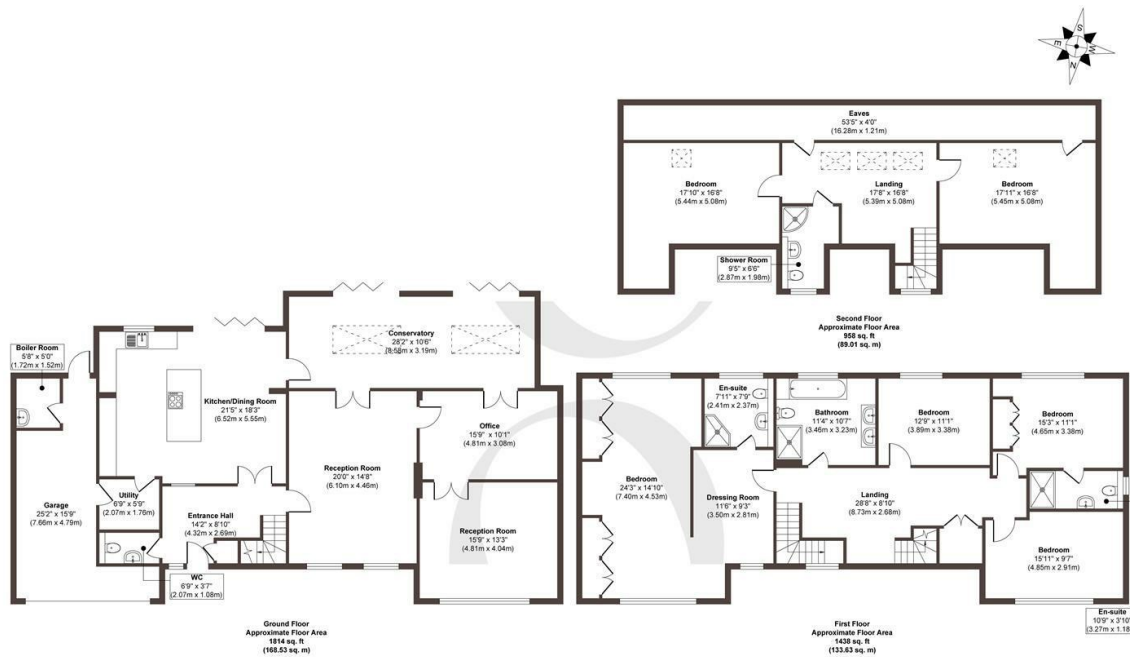 S
E
W
N
Eaves
53'5" x 4'0"
(16.28m x 1.21m)
Bedroom
17'10" x 16'8"
(5.44m x 5.08m)
Landing
17'8" x 16'8"
(5.39m x 5.08m)
Bedroom
17'11" x 16'8"
(5.45m x 5.08m)
Shower Room
9'5" x 6'6"
(2.87m x 1.98m)
Second Floor
Approximate Floor Area
958 sq. ft
(89.01 sq. m)
Boiler Room
5'8" x 5'0"
(1.72m x 1.52m)
Conservatory
28'2" x 10'6"
(8.58m x 3.19m)
Kitchen/Dining Room
21'5" x 18'3"
(6.52m x 5.55m)
Office
15'9" x 10'1"
(4.81m x 3.08m)
Reception Room
20'0" x 14'8"
(6.10m x 4.46m)
Utility
6'9" x 5'9"
(2.07m x 1.76m)
Garage
25'2" x 15'9"
(7.66m x 4.79m)
Entrance Hall
14'2" x 8'10"
(4.32m x 2.69m)
Reception Room
15'9" x 13'3"
(4.81m x 4.04m)
WC
6'9" x 3'7"
(2.07m x 1.08m)
Ground Floor
Approximate Floor Area
1814 sq. ft
(168.53 sq. m)
En-suite
7'11" x 7'9"
(2.41m x 2.37m)
Bathroom
11'4" x 10'7"
(3.46m x 3.23m)
Bedroom
12'9" x 11'1"
(3.89m x 3.38m)
Bedroom
15'3" x 11'1"
(4.65m x 3.38m)
Bedroom
24'3" x 14'10"
(7.40m x 4.53m)
Dressing Room
11'6" x 9'3"
(3.50m x 2.81m)
Landing
28'8" x 8'10"
(8.73m x 2.68m)
Bedroom
15'11" x 9'7"
(4.85m x 2.91m)
En-suite
10'9" x 3'10"
(3.27m x 1.18
First Floor
Approximate Floor Area
1438 sq. ft
(133.63 sq. m)